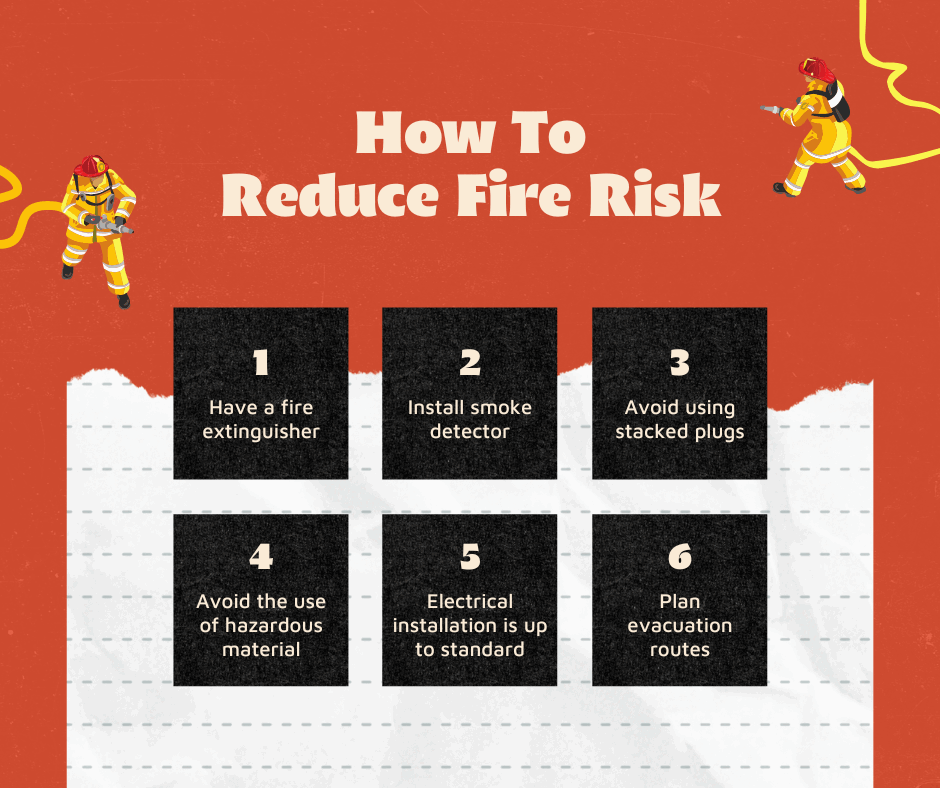 How To
Reduce Fire Risk
1
Have a fire
extinguisher
2
Install smoke
detector
3
Avoid using
stacked plugs
4
Avoid the use
of hazardous
material
5
Electrical
installation is up
to standard
6
Plan
evacuation
routes